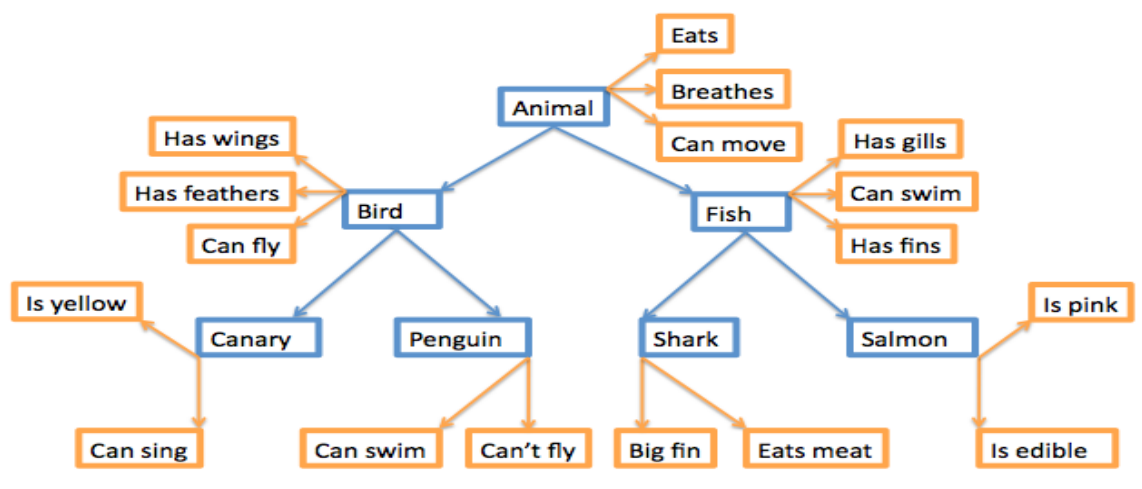 Eats
Breathes
Animal
Can move
Has wings
Has gills
Has feathers
Can swim
Bird
Fish
Can fly
Has fins
Is yellow
Is pink
Canary
Penguin
Shark
Salmon
Can sing
Can swim
Can't fly
Big fin
Eats meat
Is edible